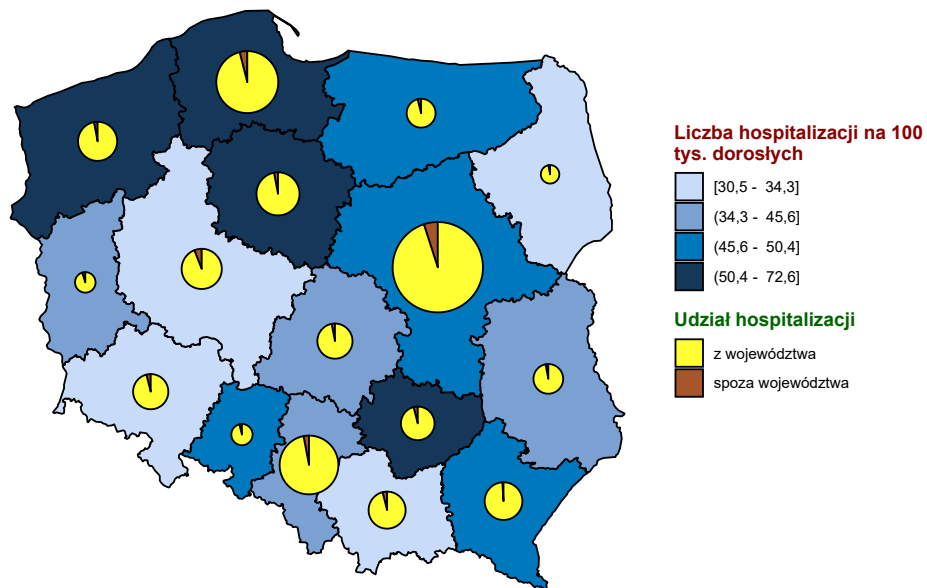 Liczba hospitalizacji na 100
tys. dorosłych
[30,5 - 34,3]
(34,3 - 45,6]
(45,6 - 50,4]
(50,4 - 72,6]
Udział hospitalizacji
z województwa
spoza województwa